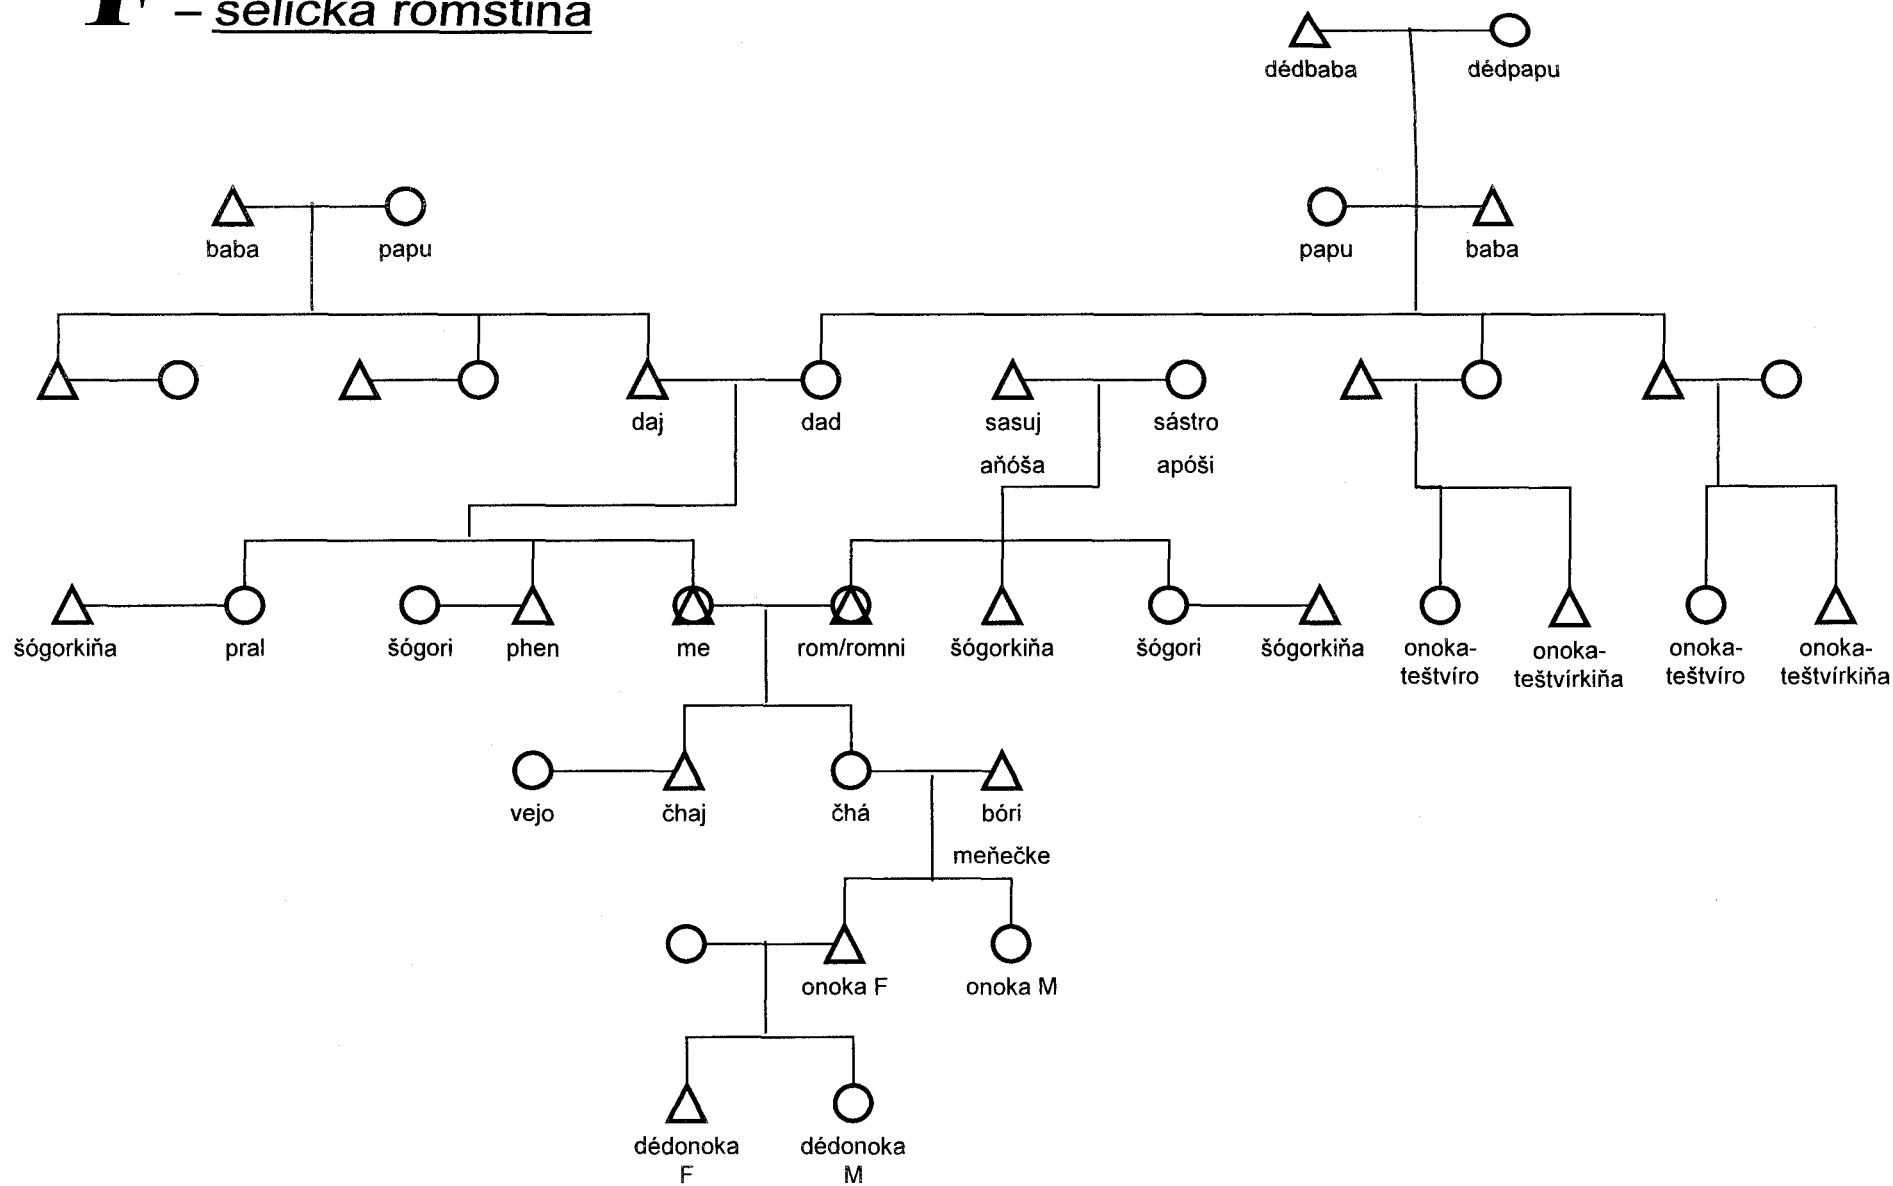 F – selická romština
dédbaba dédpapu
baba papu papu baba
daj dad sasuj sástro
aňóša apóši
šógorkiňa pral šógori phen me rom/romni šógorkiňa šógori šógorkiňa onoka- onoka- onoka- onoka-
teštvíro teštvírkiňa teštvíro teštvírkiňa
vejo čhaj čhá bóri
meňečke
onoka F onoka M
dédonoka dédonoka
F M